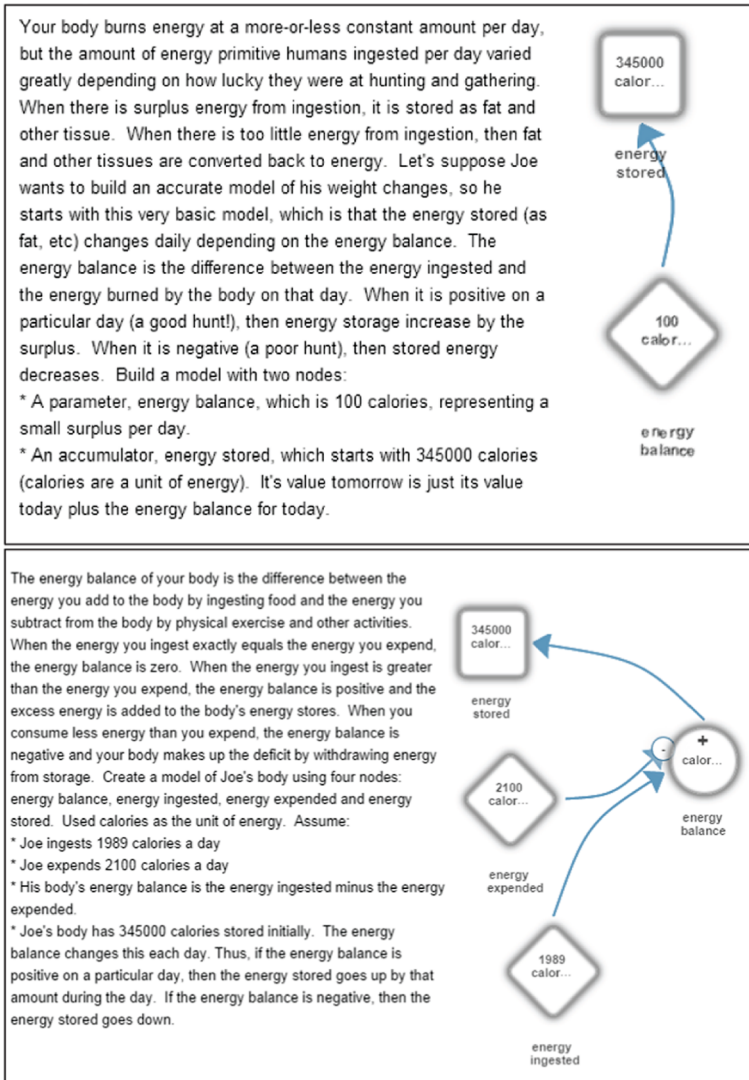 Your body burns energy at a more-or-less constant amount per day,
but the amount of energy primitive humans ingested per day varied
greatly depending on how lucky they were at hunting and gathering.
When there is surplus energy from ingestion, it is stored as fat and
other tissue.  When there is too little energy from ingestion, then fat
and other tissues are converted back to energy.  Let's suppose Joe
wants to build an accurate model of his weight changes, so he
starts with this very basic model, which is that the energy stored (as
fat, etc) changes daily depending on the energy balance.  The
energy balance is the difference between the energy ingested and
the energy burned by the body on that day.  When it is positive on a
particular day (a good hunt!), then energy storage increase by the
surplus.  When it is negative (a poor hunt), then stored energy
decreases.  Build a model with two nodes:
* A parameter, energy balance, which is 100 calories, representing a
small surplus per day.
* An accumulator, energy stored, which starts with 345000 calories
(calories are a unit of energy).  It's value tomorrow is just its value
today plus the energy balance for today.
345000
calor...
energy
stored
100
calor...
energy
balance
The energy balance of your body is the difference between the
energy you add to the body by ingesting food and the energy you
subtract from the body by physical exercise and other activities.
When the energy you ingest exactly equals the energy you expend,
the energy balance is zero.  When the energy you ingest is greater
than the energy you expend, the energy balance is positive and the
excess energy is added to the body's energy stores.  When you
consume less energy than you expend, the energy balance is
negative and your body makes up the deficit by withdrawing energy
from storage.  Create a model of Joe's body using four nodes:
energy balance, energy ingested, energy expended and energy
stored.  Used calories as the unit of energy.  Assume:
* Joe ingests 1989 calories a day
* Joe expends 2100 calories a day
* His body's energy balance is the energy ingested minus the energy
expended.
* Joe's body has 345000 calories stored initially.  The energy
balance changes this each day. Thus, if the energy balance is
positive on a particular day, then the energy stored goes up by that
amount during the day.  If the energy balance is negative, then the
energy stored goes down.
345000
calor...
energy
stored
+
calor...
-
energy
balance
2100
calor...
energy
expended
1989
calor...
energy
ingested